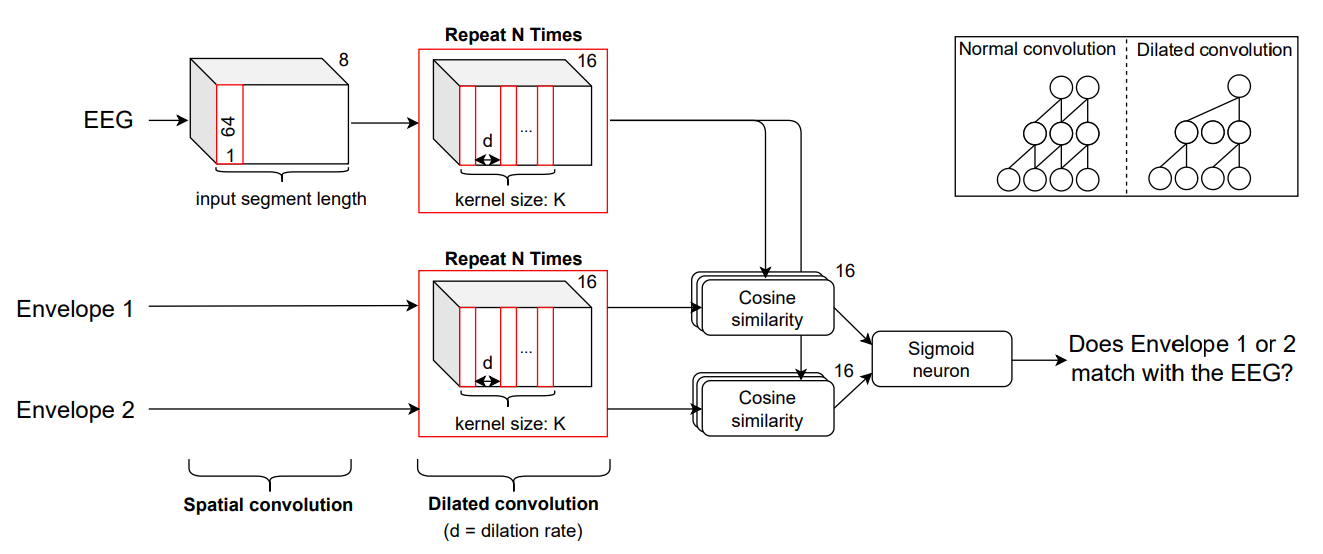 Repeat N Times
Normal convolution
Dilated convolution
8
16
EEG
64
1
d
...
input segment length
kernel size: K
Repeat N Times
16
16
Envelope 1
Cosine
similarity
...
d
Sigmoid
neuron
Does Envelope 1 or 2
match with the EEG?
16
Envelope 2
Cosine
similarity
kernel size: K
Spatial convolution
Dilated convolution
(d = dilation rate)